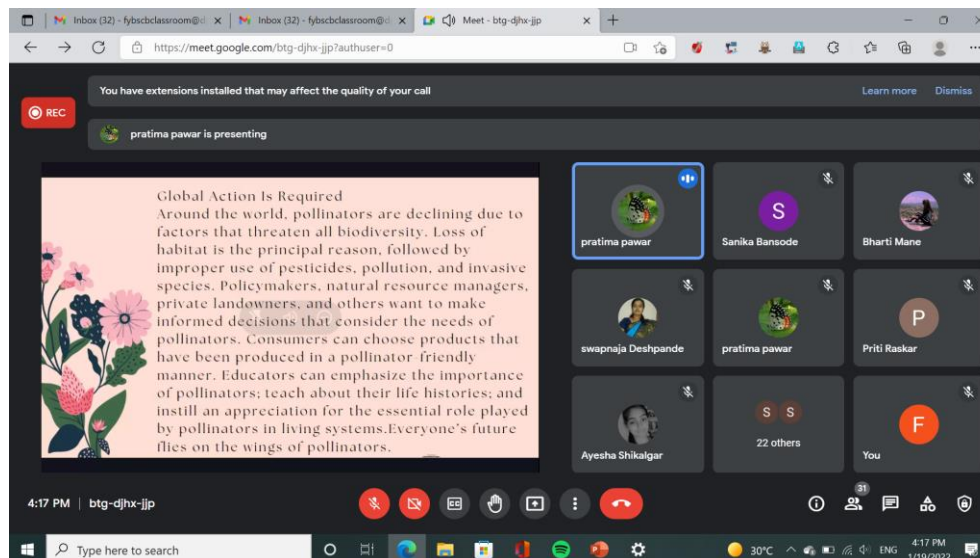 Inbox (32) - fybscbclassroom@d
Inbox (32) - fybscbclassroom@d
Meet - btg-djhx-jjp
https://meet.google.com/btg-djhx-jjp?authuser=0
You have extensions installed that may affect the quality of your call
Learn more
Dismiss
REC
pratima pawar is presenting
Global Action Is Required
Around the world, pollinators are declining due to
factors that threaten all biodiversity. Loss of
habitat is the principal reason, followed by
improper use of pesticides, pollution, and invasive
species. Policymakers, natural resource managers,
private landowners, and others want to make
informed decisions that consider the needs of
pollinators. Consumers can choose products that
have been produced in a pollinator-friendly
manner. Educators can emphasize the importance
of pollinators; teach about their life histories; and
instill an appreciation for the essential role played
by pollinators in living systems.Everyone's future
flies on the wings of pollinators.
pratima pawar
S
Sanika Bansode
Bharti Mane
swapnaja Deshpande
pratima pawar
P
Priti Raskar
Ayesha Shikalgar
S S
22 others
F
You
4:17 PM | btg-djhx-jjp
CC
31
Type here to search
30°C
ENG
4:17 PM
1/19/2022